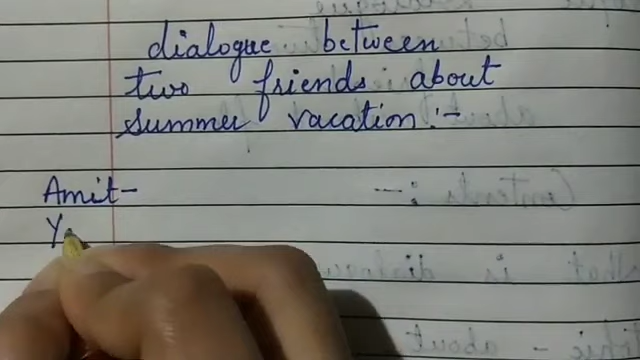 dialogue between
two friends about
summer vacation :-
Amit-
Y